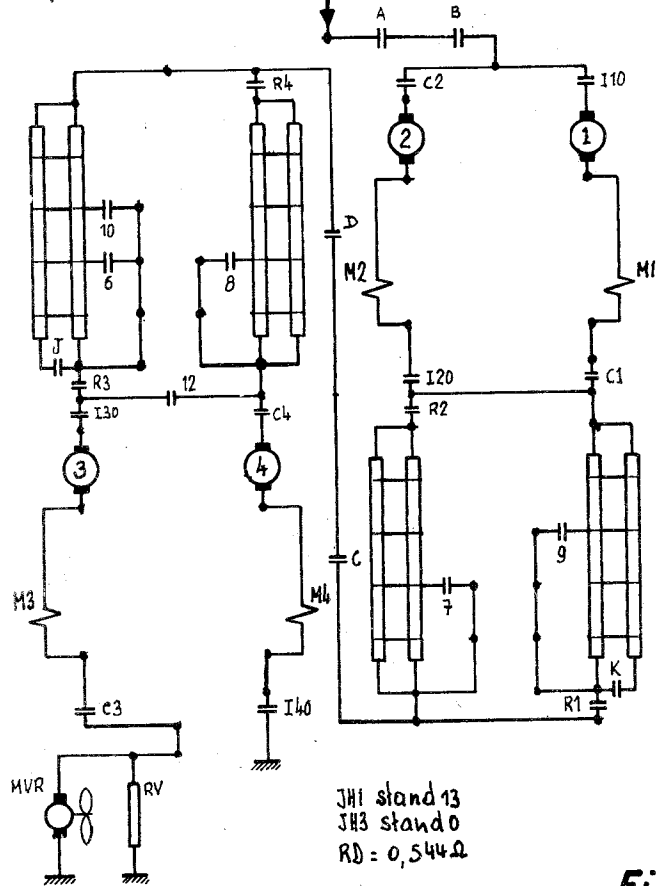 A B
R4 C2 I10
2 1
10 D
6 8 M2 M1
J
R3 12 I20 C1
I30 C4 R2
3 4
9
C
M3 M4 7
K
C3 I40 R1
MVR RV
JH1 stand 13
JH3 stand 0
RD = 0,544Ω